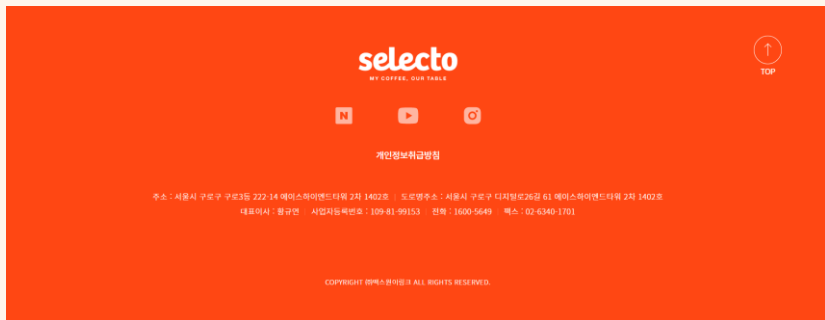 selecto
MY COFFEE, OUR TABLE
TOP
N
개인정보취급방침
주소 : 서울시 구로구 구로3동 222-14 에이스하이엔드타워 2차 1402호 | 도로명주소 : 서울시 구로구 디지털로26길 61 에이스하이엔드타워 2차 1402호
대표이사 : 황규연 | 사업자등록번호 : 109-81-99153 | 전화 : 1600-5649 | 팩스 : 02-6340-1701
COPYRIGHT ALL RIGHTS RESERVED.